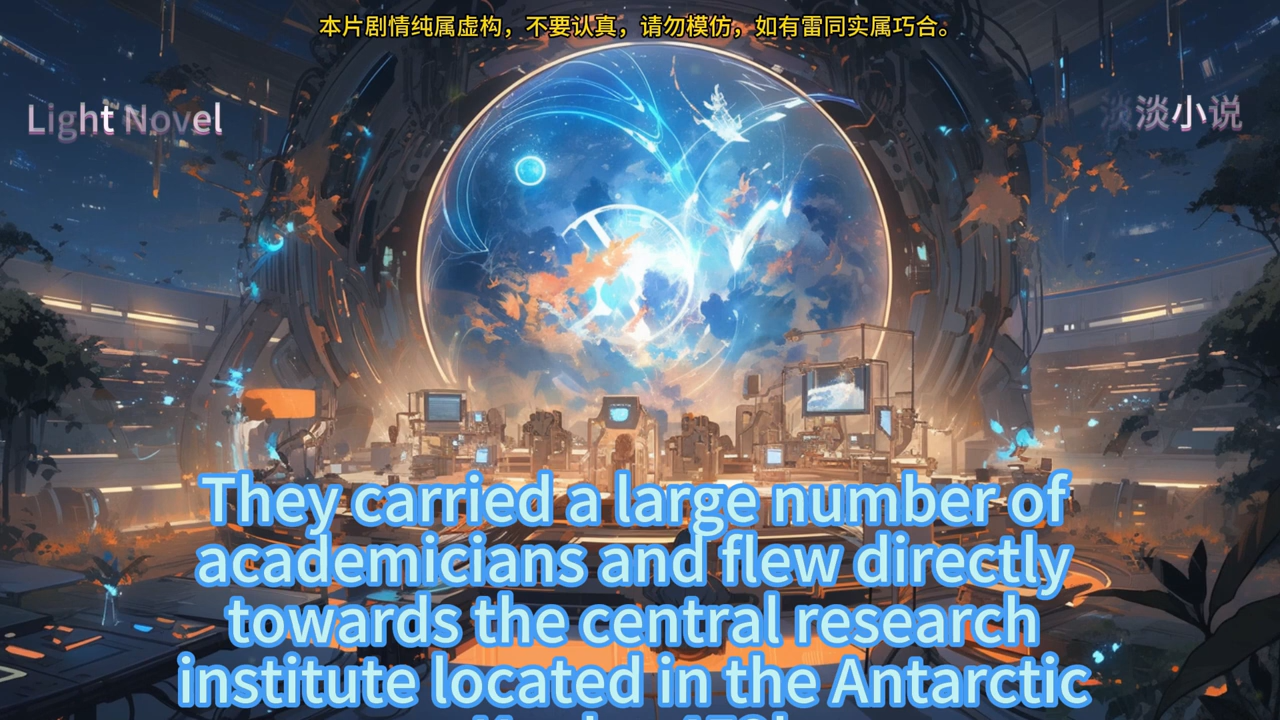 本片剧情纯属虚构，不要认真，请勿模仿，如有雷同实属巧合。
Light Novel
淡淡小说
They carried a large number of
academicians and flew directly
towards the central research
institute located in the Antarctic